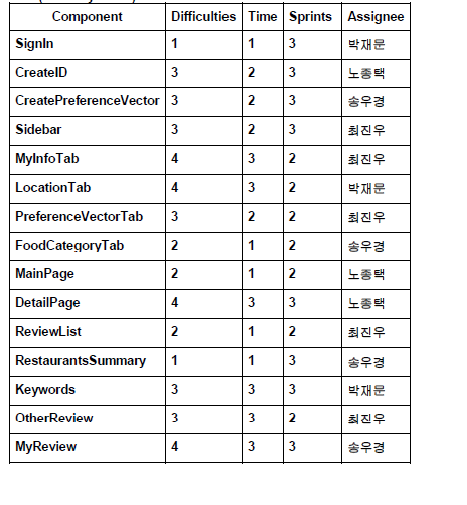 Component Difficulties Time Sprints Assignee
SignIn 1 1 3 박재문
CreateID 3 2 3 노종택
CreatePreferenceVector 3 2 3 송우경
Sidebar 3 2 3 최진우
MyInfoTab 4 3 2 최진우
LocationTab 4 3 2 박재문
PreferenceVectorTab 3 2 2 최진우
FoodCategoryTab 2 1 2 송우경
MainPage 2 1 2 노종택
DetailPage 4 3 3 노종택
ReviewList 2 1 2 최진우
RestaurantsSummary 1 1 3 송우경
Keywords 3 3 3 박재문
OtherReview 3 3 2 최진우
MyReview 4 3 3 송우경